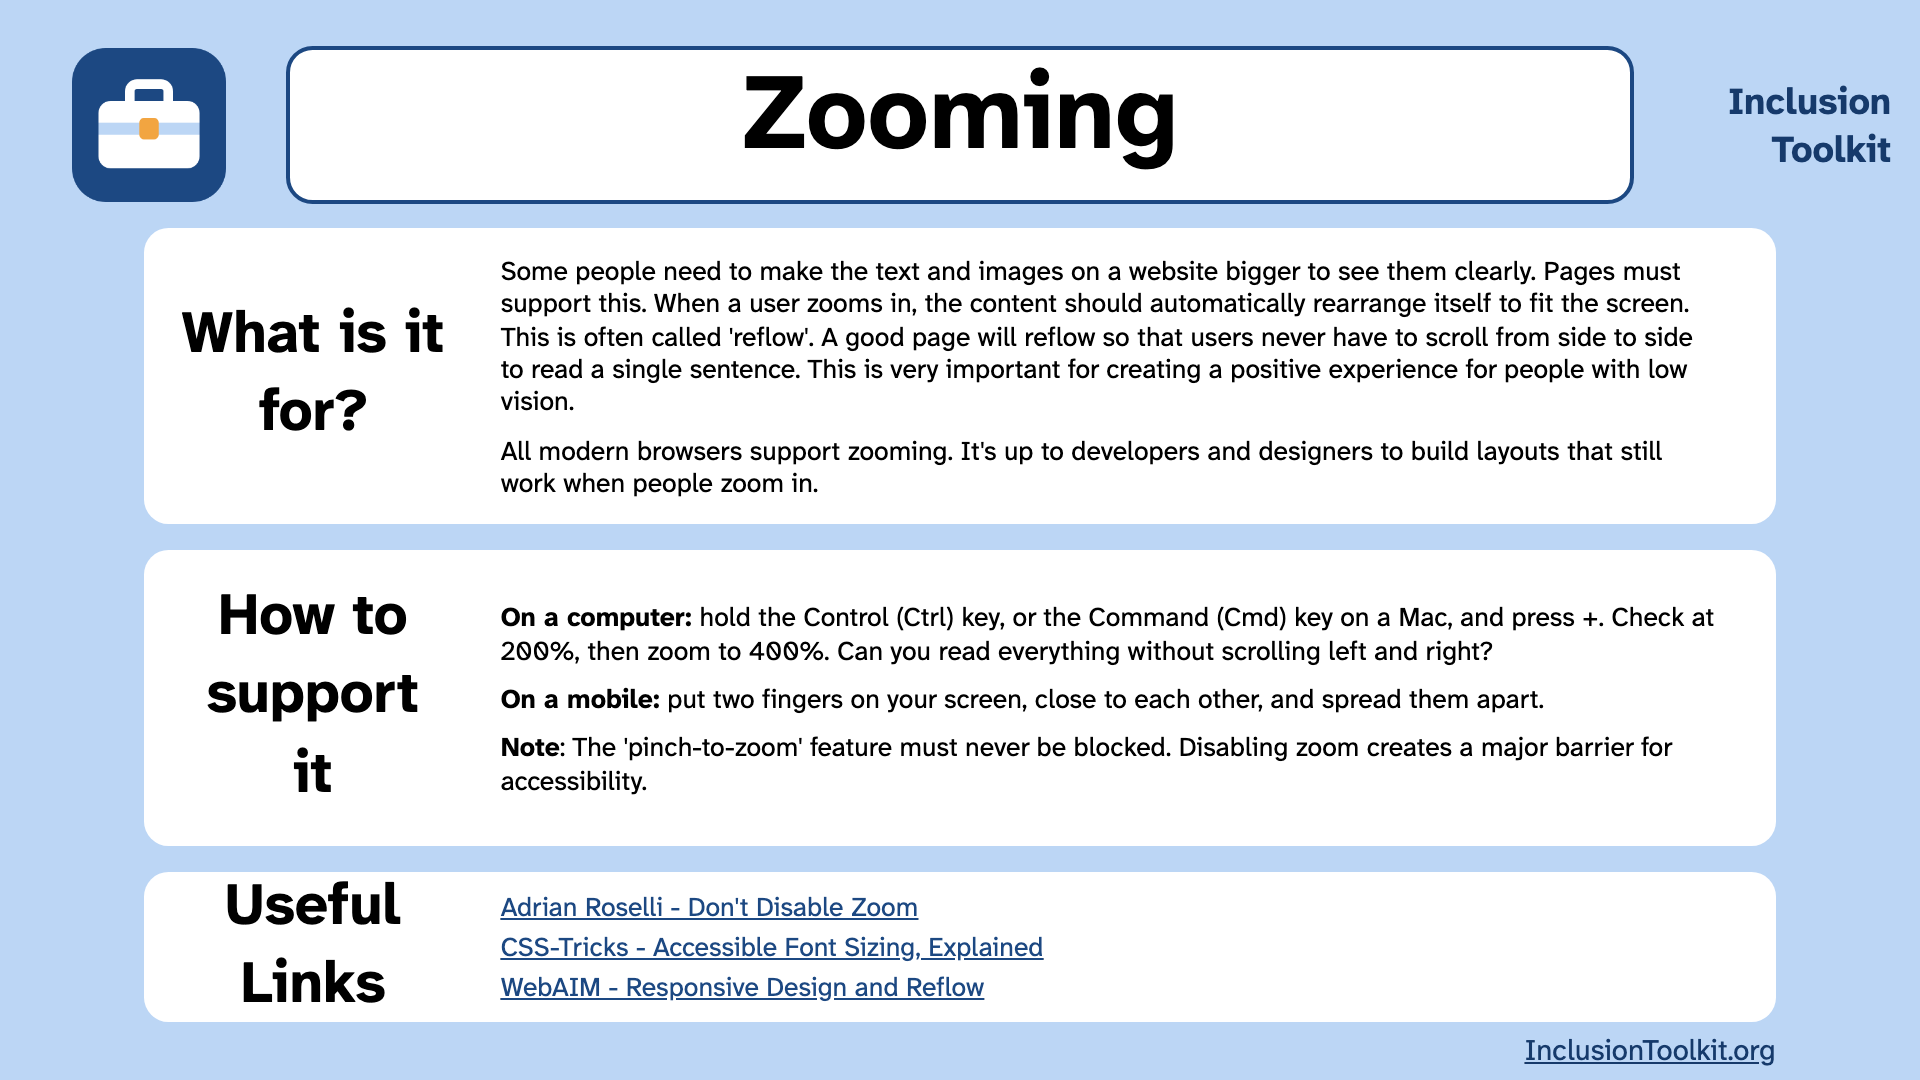 Zooming
Inclusion
Toolkit
What is it
for?
Some people need to make the text and images on a website bigger to see them clearly. Pages must
support this. When a user zooms in, the content should automatically rearrange itself to fit the screen.
This is often called 'reflow'. A good page will reflow so that users never have to scroll from side to side
to read a single sentence. This is very important for creating a positive experience for people with low
vision.
All modern browsers support zooming. It's up to developers and designers to build layouts that still
work when people zoom in.
How to
support
it
On a computer: hold the Control (Ctrl) key, or the Command (Cmd) key on a Mac, and press +. Check at
200%, then zoom to 400%. Can you read everything without scrolling left and right?
On a mobile: put two fingers on your screen, close to each other, and spread them apart.
Note: The 'pinch-to-zoom' feature must never be blocked. Disabling zoom creates a major barrier for
accessibility.
Useful
Links
Adrian Roselli - Don't Disable Zoom
CSS-Tricks - Accessible Font Sizing, Explained
WebAIM - Responsive Design and Reflow
InclusionToolkit.org